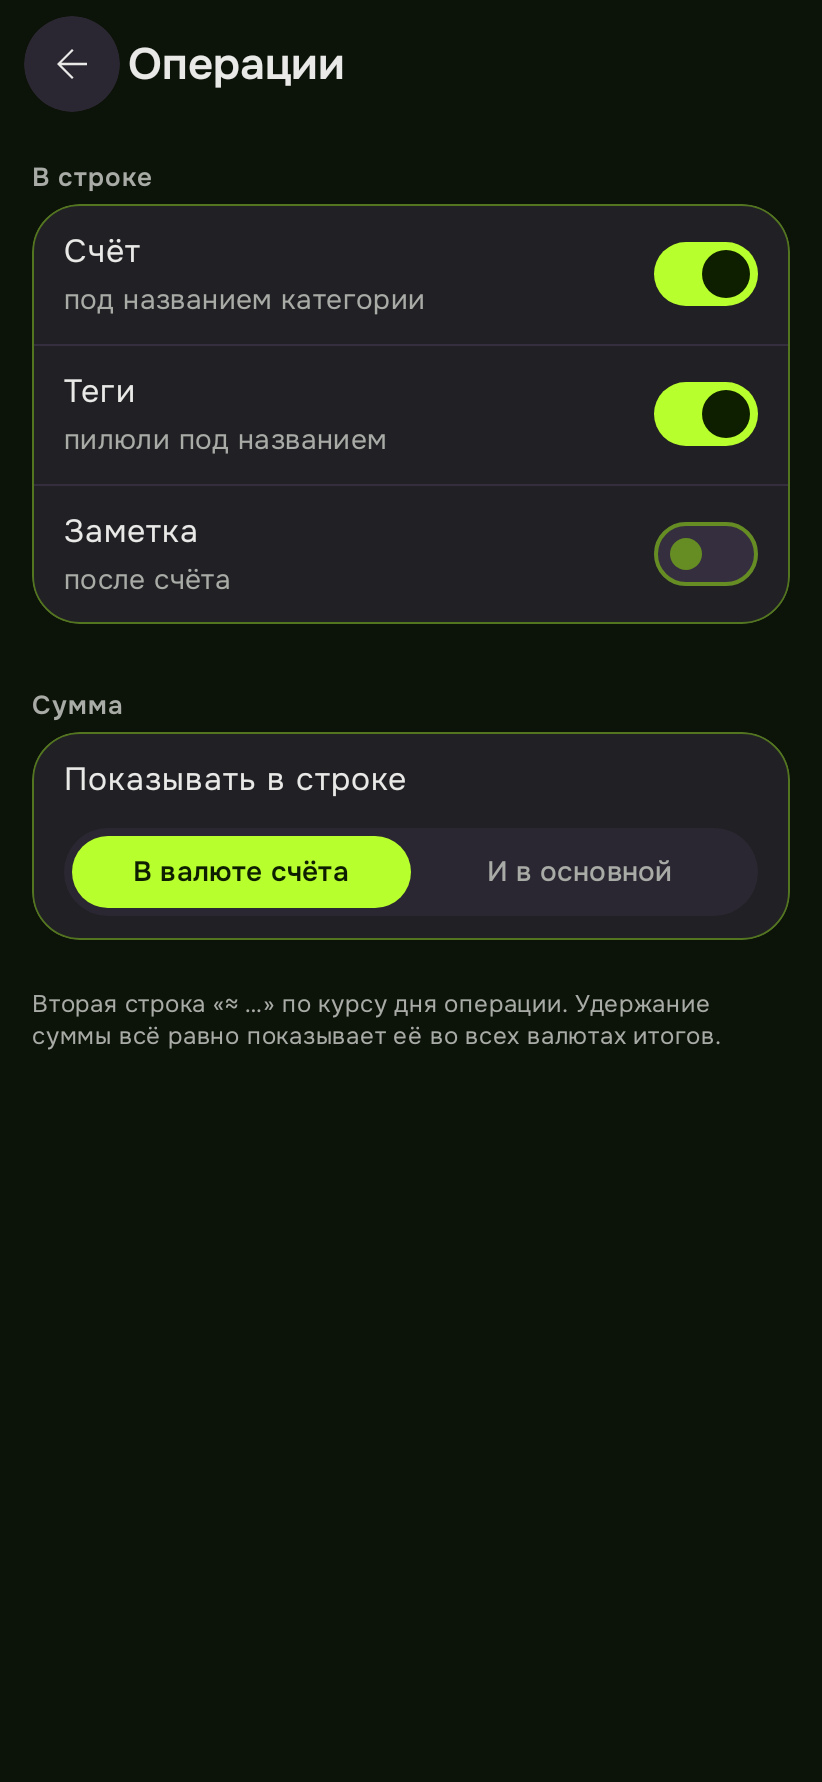 Операции
В строке
Счёт
под названием категории
Теги
пилюли под названием
Заметка
после счёта
Сумма
Показывать в строке
В валюте счёта
И в основной
Вторая строка «≈ …» по курсу дня операции. Удержание
суммы всё равно показывает её во всех валютах итогов.